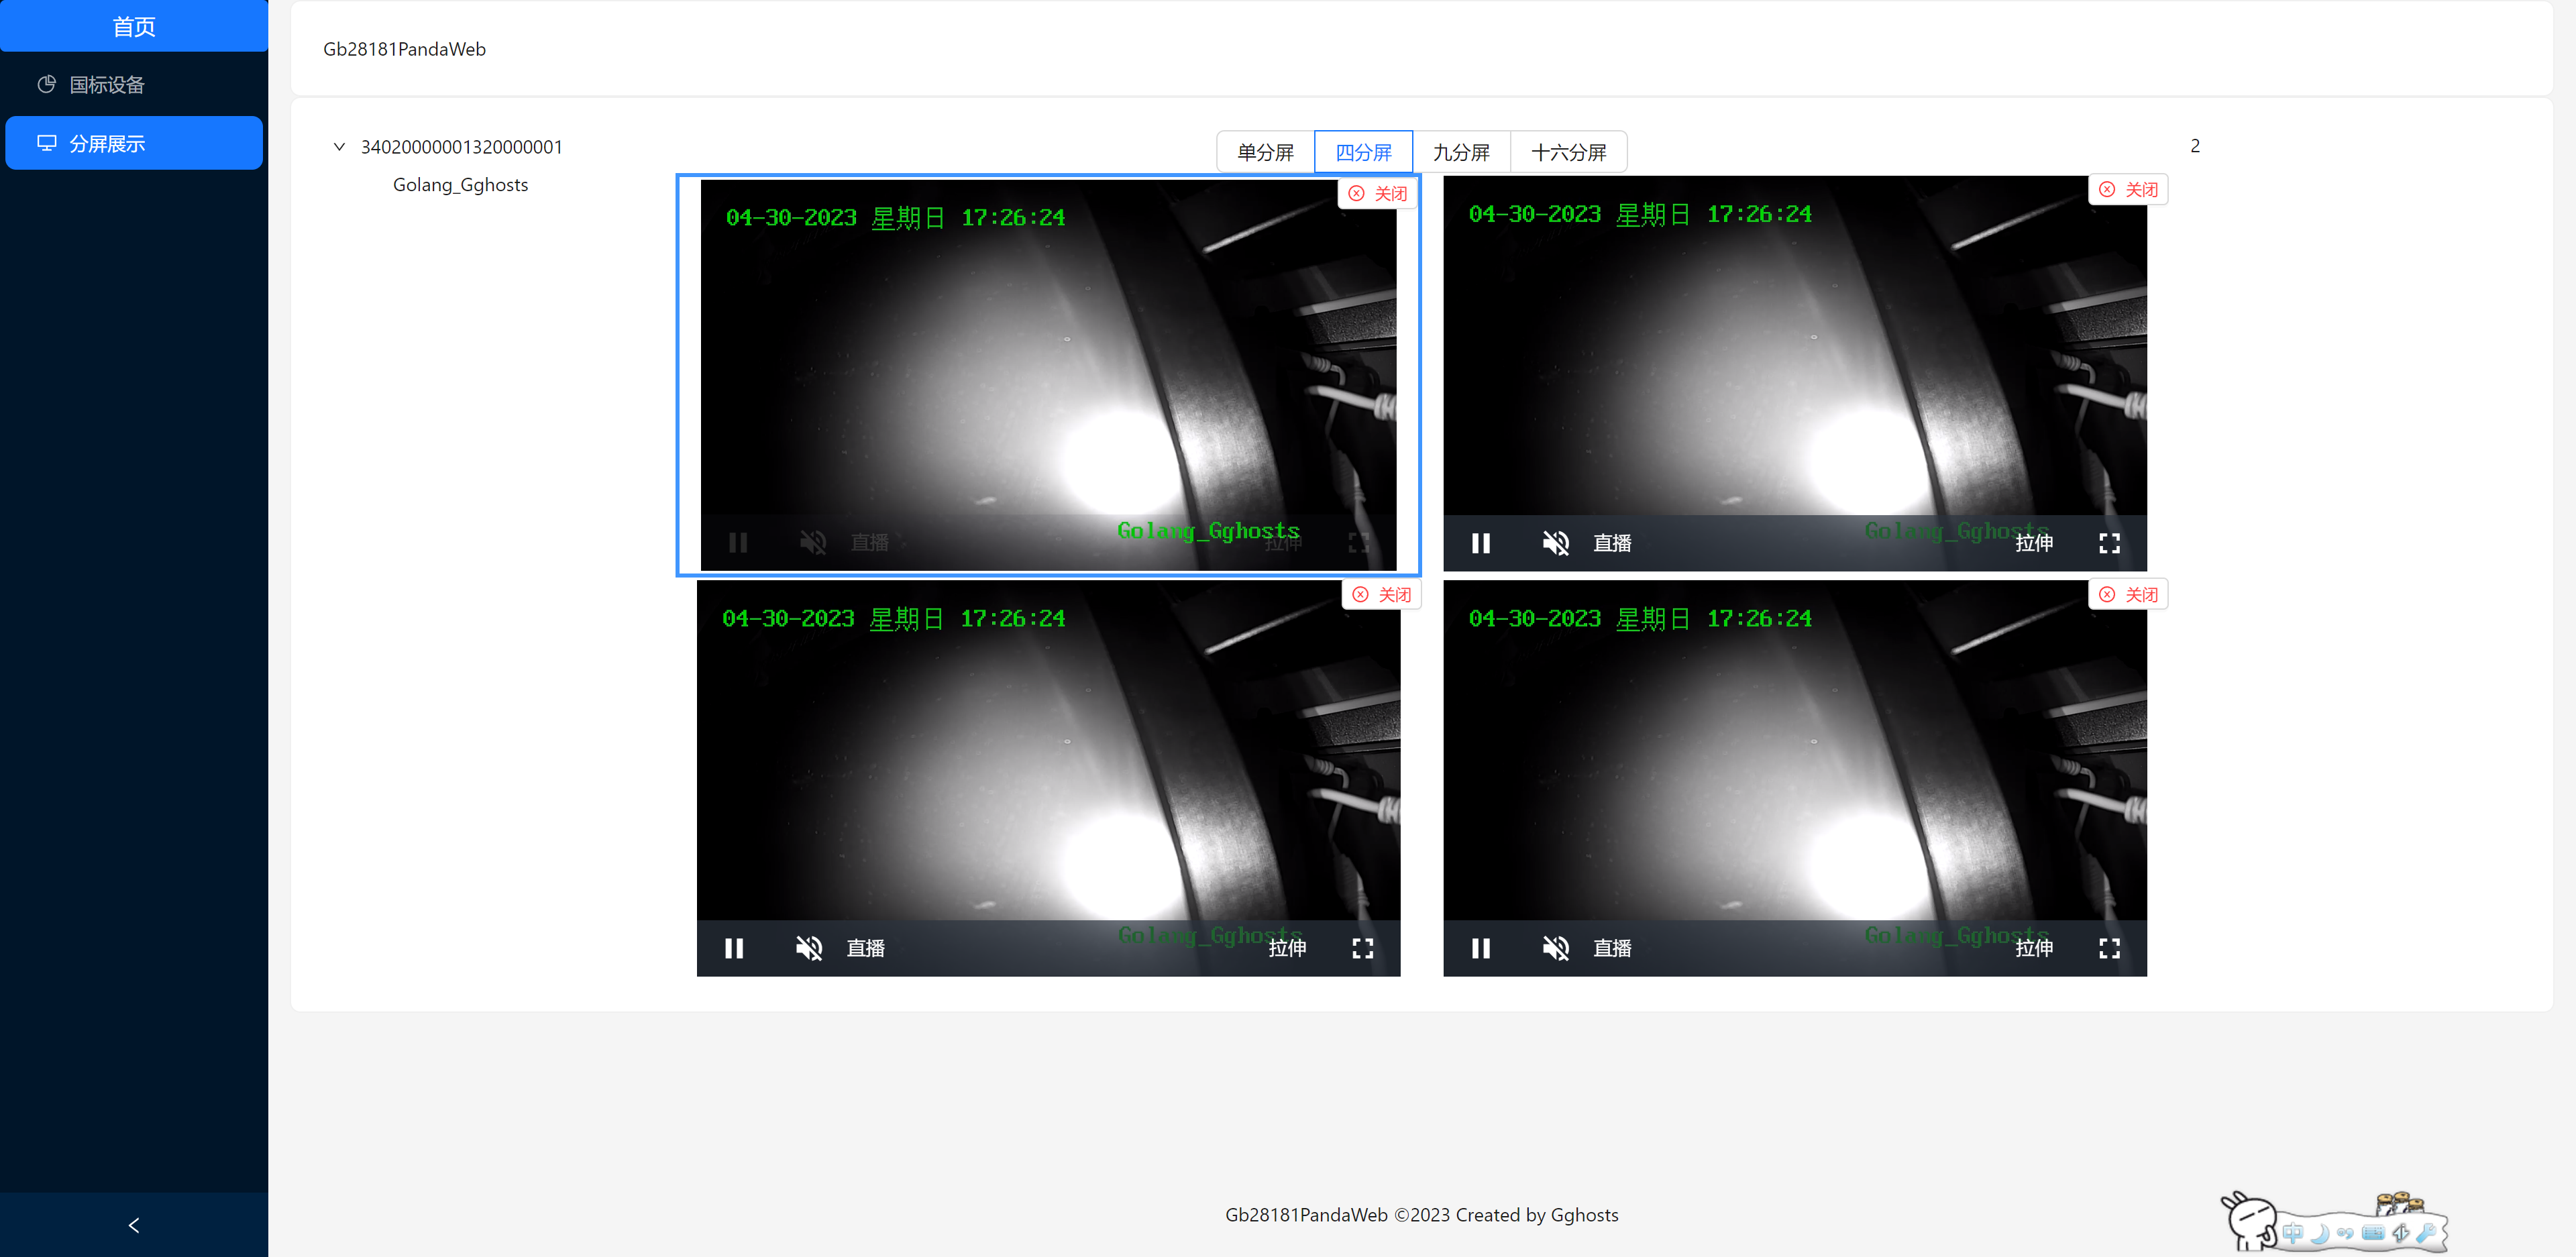 首页
国标设备
分屏展示
Gb28181PandaWeb
34020000001320000001
Golang_Gghosts
单分屏 四分屏 九分屏 十六分屏
2
关闭
04-30-2023 星期日 17:26:24
Golang_Gghosts
直播 拉伸
关闭
04-30-2023 星期日 17:26:24
Golang_Gghosts
直播 拉伸
关闭
04-30-2023 星期日 17:26:24
Golang_Gghosts
直播 拉伸
关闭
04-30-2023 星期日 17:26:24
Golang_Gghosts
直播 拉伸
Gb28181PandaWeb ©2023 Created by Gghosts
中